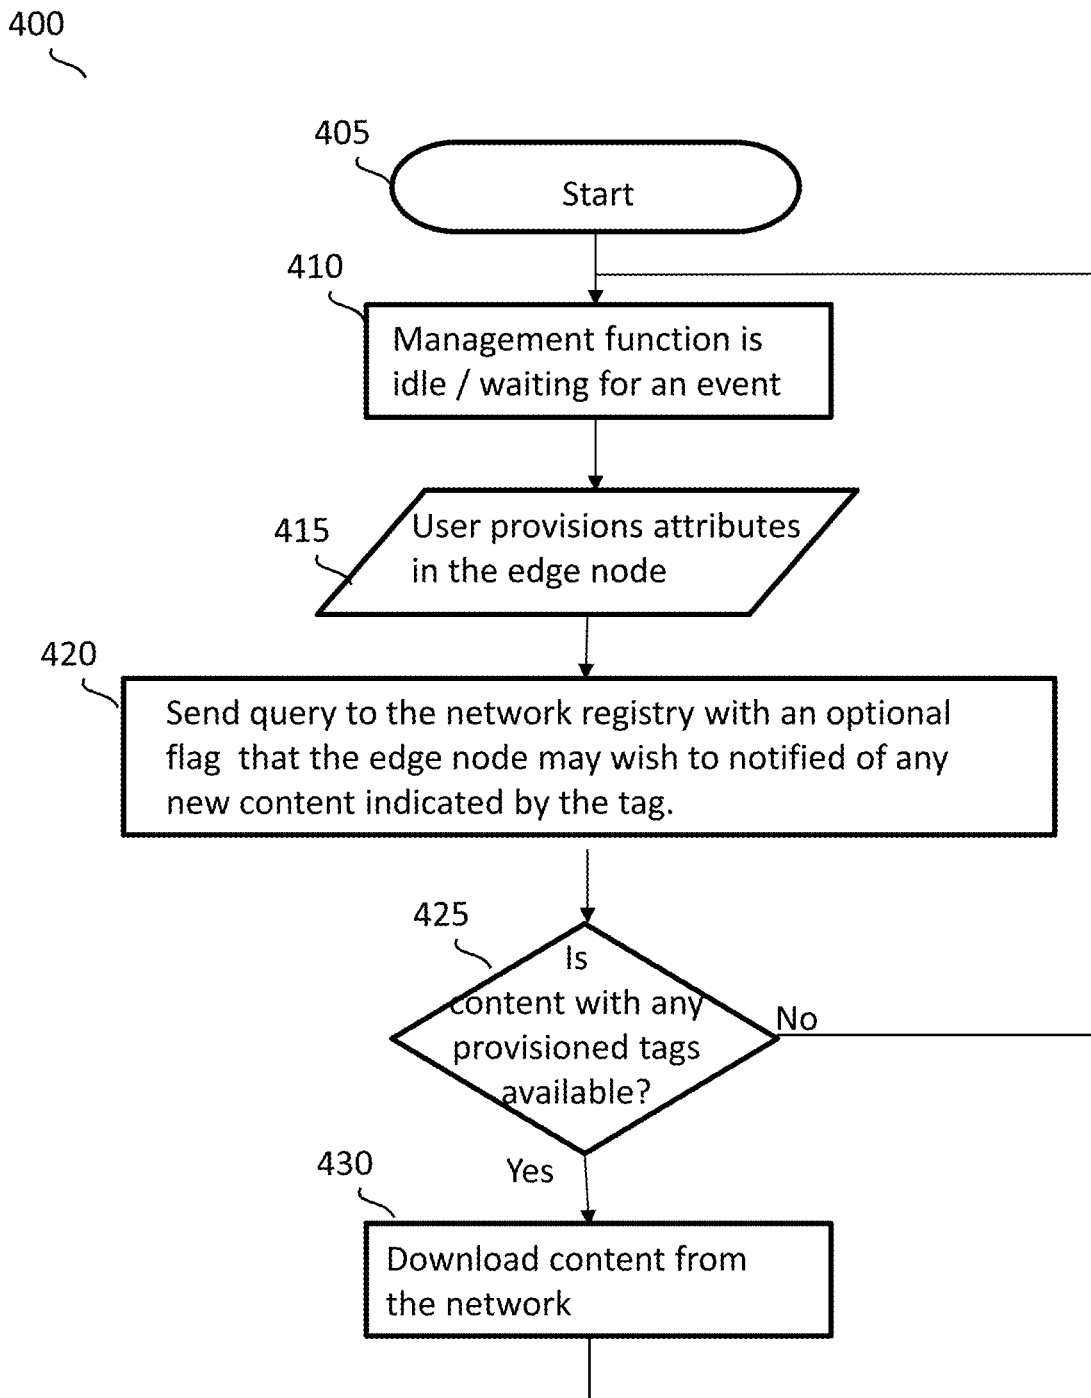 400
405
Start
410
Management function is
idle / waiting for an event
415
User provisions attributes
in the edge node
420
Send query to the network registry with an optional
flag that the edge node may wish to notified of any
new content indicated by the tag.
425
Is
content with any
provisioned tags
available?
No
Yes
430
Download content from
the network